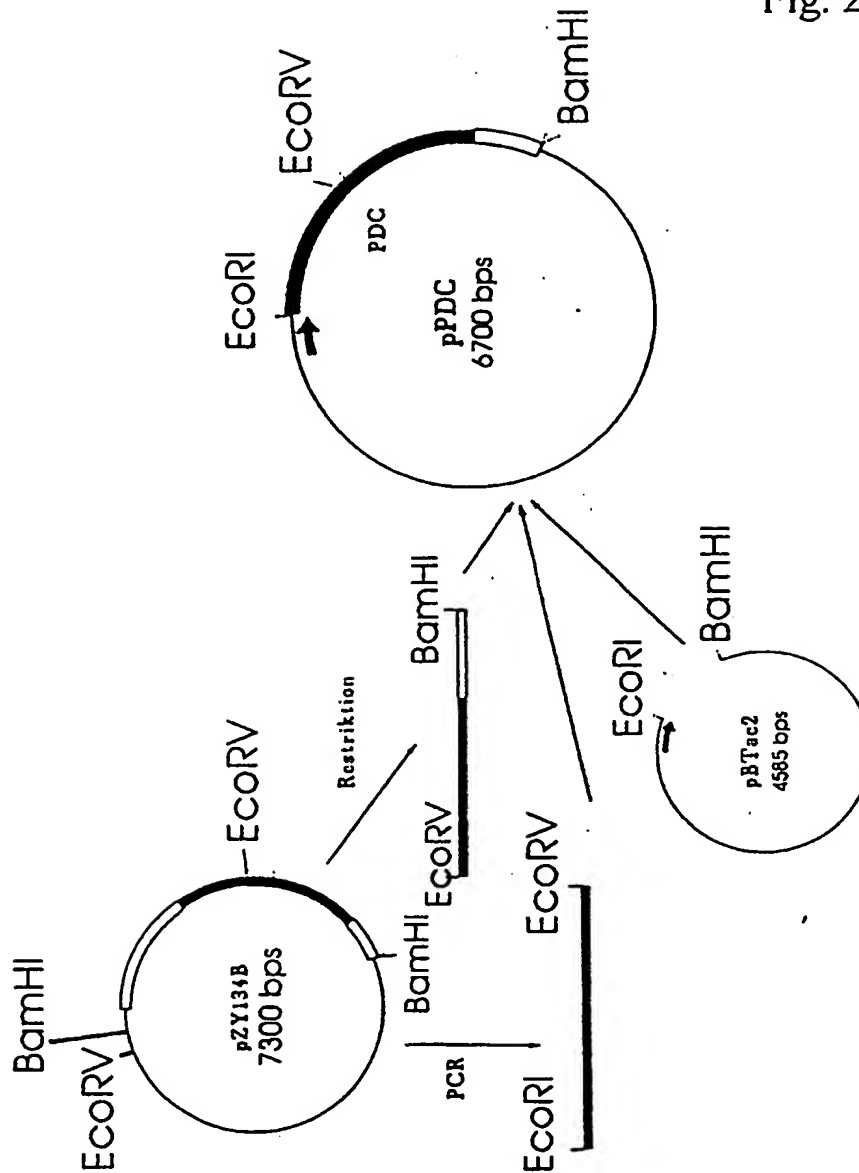 Fig. 2
BamHI
EcoRV
pZY134B
7300 bps
EcoRV
BamHI
Restriktion
PCR
EcoRV
BamHI
EcoRI
EcoRV
EcoRI
BamHI
pBTac2
4585 bps
EcoRI
EcoRV
PDC
BamHI
pPDC
6700 bps